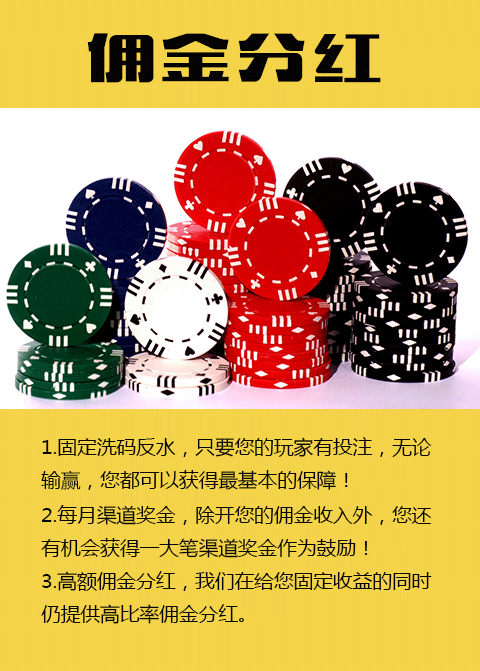 佣金分红
1.固定洗码反水，只要您的玩家有投注，无论
输赢，您都可以获得最基本的保障！
2.每月渠道奖金，除开您的佣金收入外，您还
有机会获得一大笔渠道奖金作为鼓励！
3.高额佣金分红，我们在给您固定收益的同时
仍提供高比率佣金分红。